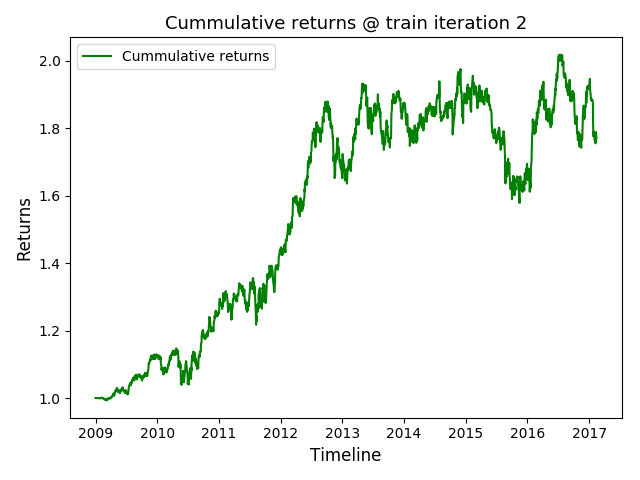 Cummulative returns @ train iteration 2
Cummulative returns
2.0
1.8
1.6
1.4
1.2
1.0
Returns
2009 2010 2011 2012 2013 2014 2015 2016 2017
Timeline